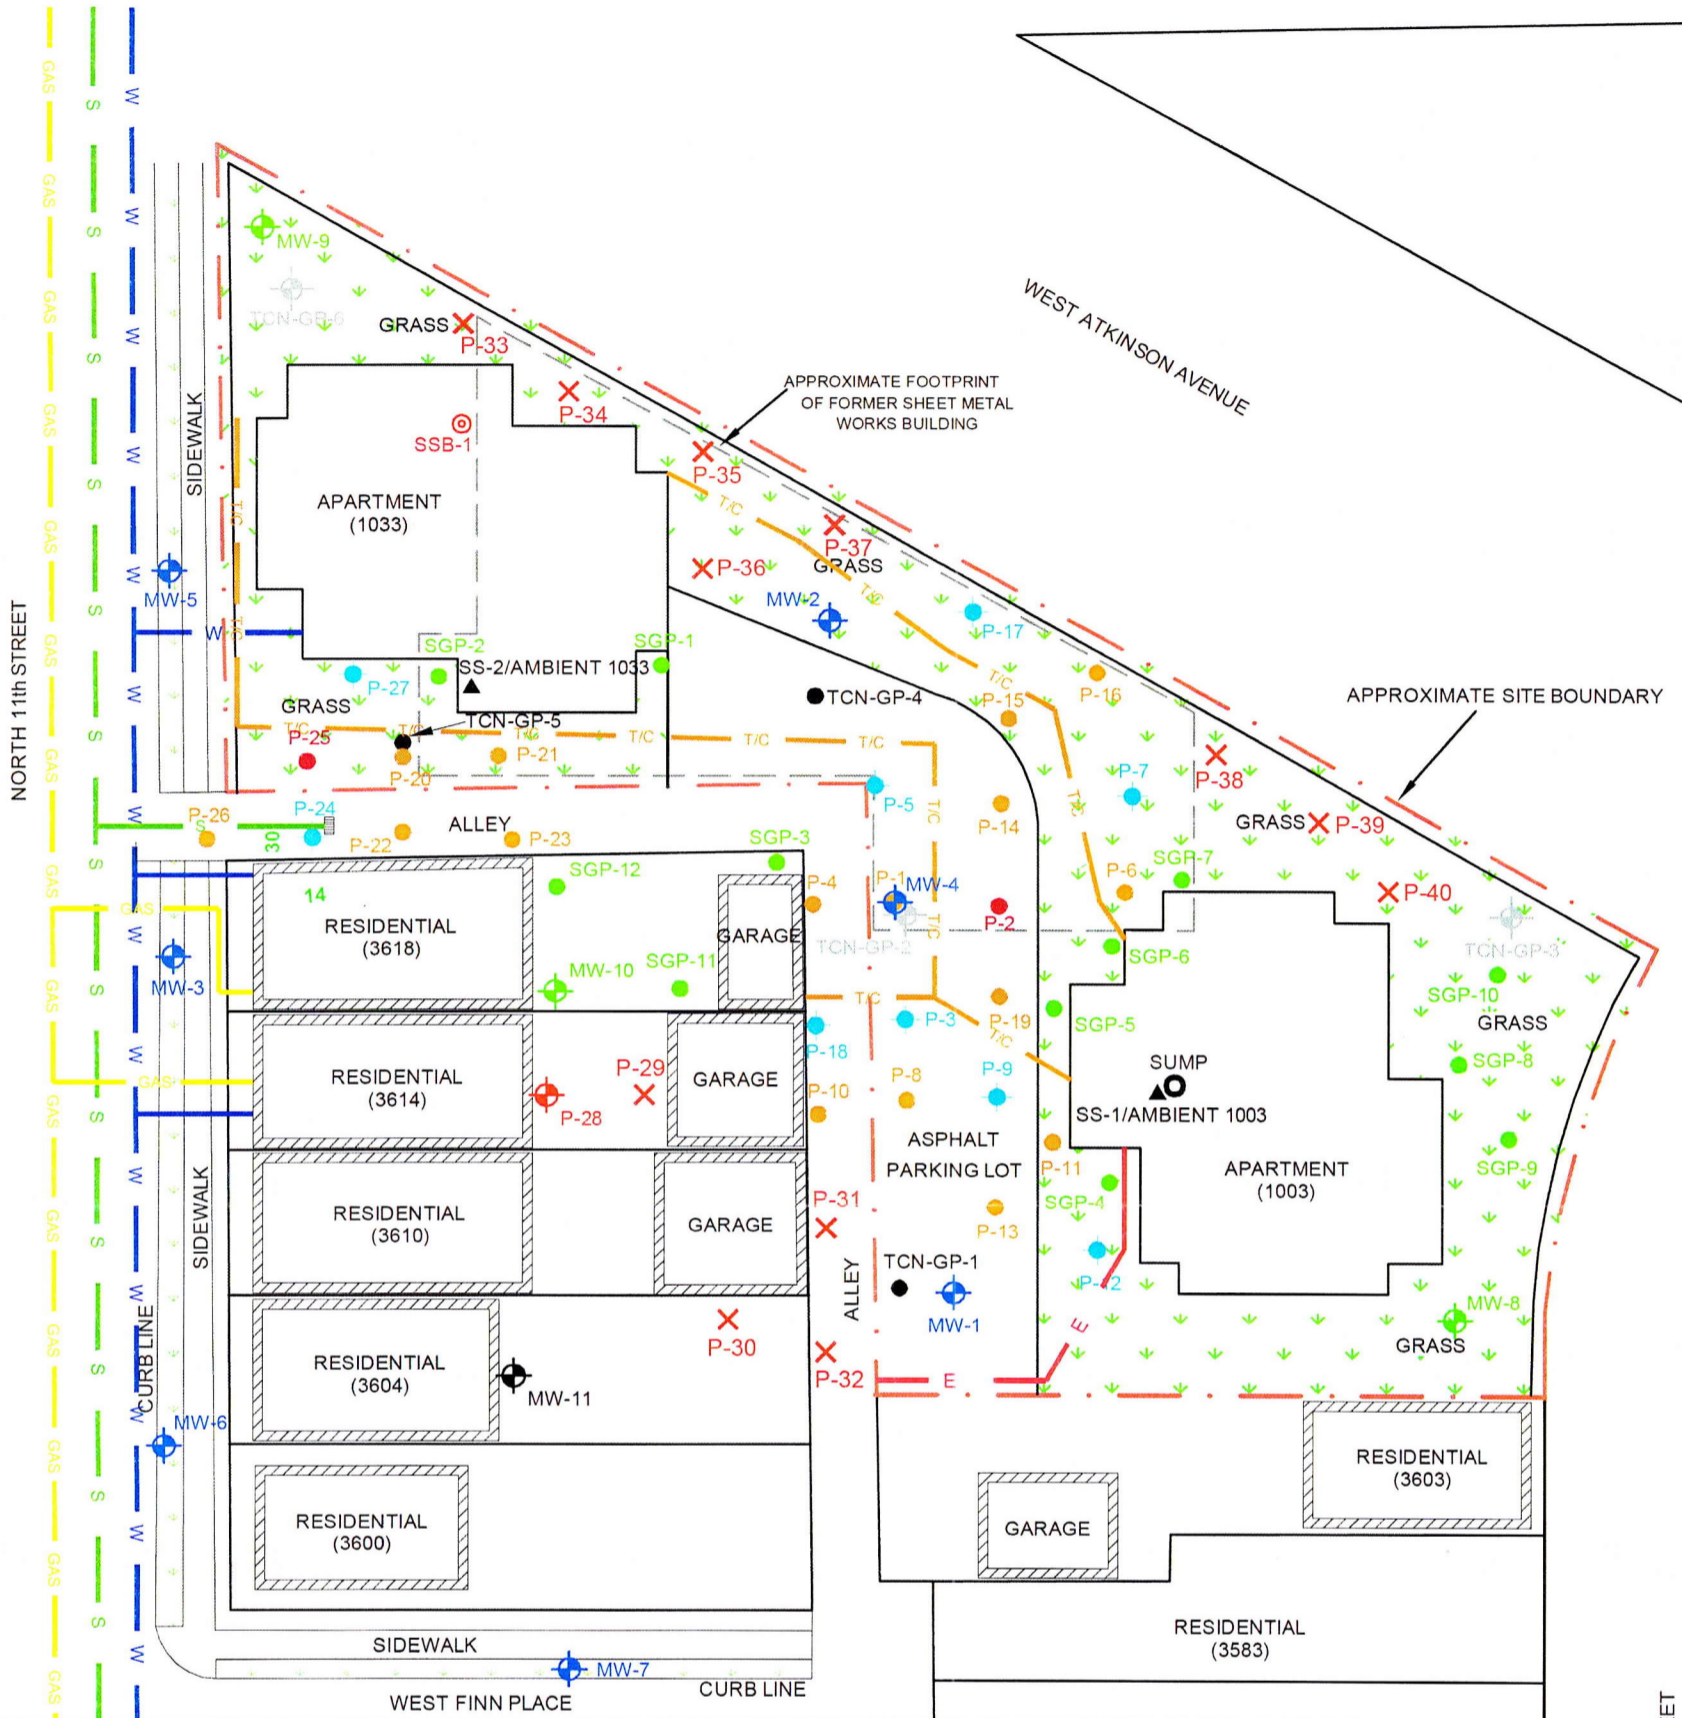 GAS
S
W
MW-9
TCN-GP-6
GRASS
P-33
P-34
WEST ATKINSON AVENUE
APPROXIMATE FOOTPRINT
OF FORMER SHEET METAL
WORKS BUILDING
SIDEWALK
SSB-1
P-35
T/C
APARTMENT
(1033)
P-37
GRASS
P-36
T/C
MW-5
MW-2
T/C
NORTH 11th STREET
W
T/C
T/C
P-17
SGP-2
SGP-1
SS-2/AMBIENT 1033
P-27
T/C
P-16
APPROXIMATE SITE BOUNDARY
TCN-GP-4
P-15
GRASS
TCN-GP-5
T/C
T/C
T/C
T/C
T/C
T/C
P-25
P-20
P-21
P-38
P-7
P-5
P-24
P-26
S
30
P-22
ALLEY
P-23
T/C
P-14
T/C
GRASS
P-39
SGP-3
SGP-7
SGP-12
P-4
P-1
MW-4
P-6
P-40
14
RESIDENTIAL
(3618)
GARAGE
P-2
TCN-GP-2
T/C
TCN-GP-3
GAS
SGP-6
MW-10
SGP-11
MW-3
SGP-10
T/C
P-3
P-19
SGP-5
GRASS
P-18
T/C
SUMP
SGP-8
GAS
RESIDENTIAL
(3614)
P-29
GARAGE
P-9
P-28
P-10
P-8
SS-1/AMBIENT 1003
ASPHALT
PARKING LOT
P-11
APARTMENT
(1003)
SGP-9
SIDEWALK
RESIDENTIAL
(3610)
GARAGE
P-31
SGP-4
P-13
TCN-GP-1
P-12
ALLEY
MW-1
MW-8
CURB LINE
RESIDENTIAL
(3604)
P-30
E
GRASS
P-32
E
MW-11
MW-6
RESIDENTIAL
(3603)
RESIDENTIAL
(3600)
GARAGE
RESIDENTIAL
(3583)
SIDEWALK
MW-7
CURB LINE
WEST FINN PLACE